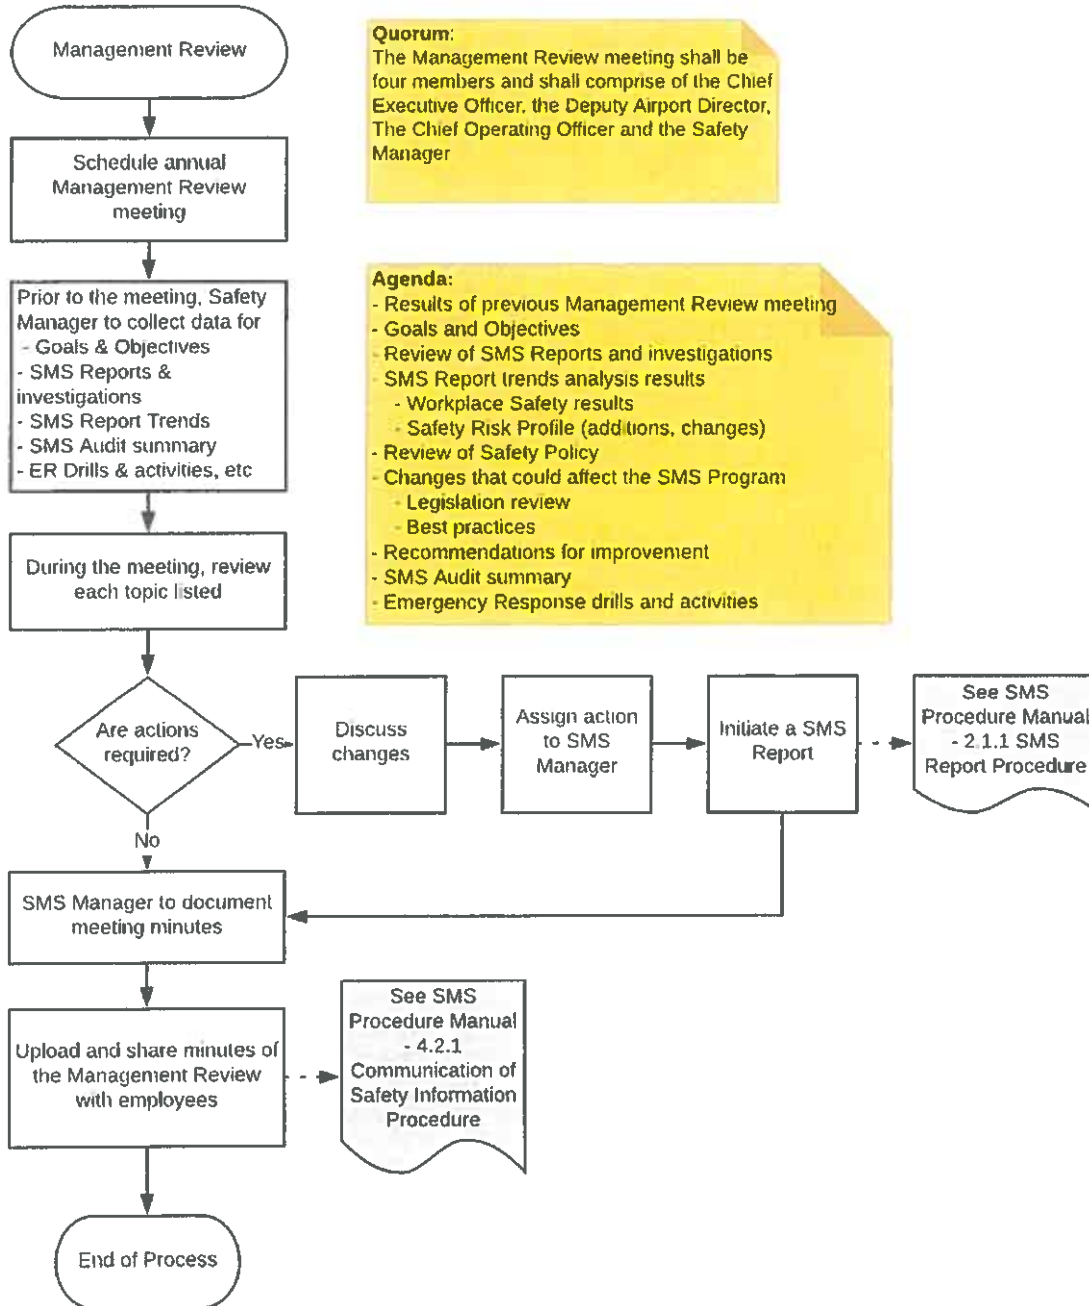 Management Review
Quorum:
The Management Review meeting shall be
four members and shall comprise of the Chief
Executive Officer, the Deputy Airport Director,
The Chief Operating Officer and the Safety
Manager
Schedule annual
Management Review
meeting
Prior to the meeting, Safety
Manager to collect data for
- Goals & Objectives
- SMS Reports &
investigations
- SMS Report Trends
- SMS Audit summary
- ER Drills & activities, etc
Agenda:
- Results of previous Management Review meeting
- Goals and Objectives
- Review of SMS Reports and investigations
- SMS Report trends analysis results
- Workplace Safety results
- Safety Risk Profile (additions, changes)
- Review of Safety Policy
- Changes that could affect the SMS Program
- Legislation review
- Best practices
- Recommendations for improvement
- SMS Audit summary
- Emergency Response drills and activities
During the meeting, review
each topic listed
Are actions
required?
Yes
Discuss
changes
Assign action
to SMS
Manager
Initiate a SMS
Report
See SMS
Procedure Manual
- 2.1.1 SMS
Report Procedure
No
SMS Manager to document
meeting minutes
Upload and share minutes of
the Management Review
with employees
See SMS
Procedure Manual
- 4.2.1
Communication of
Safety Information
Procedure
End of Process